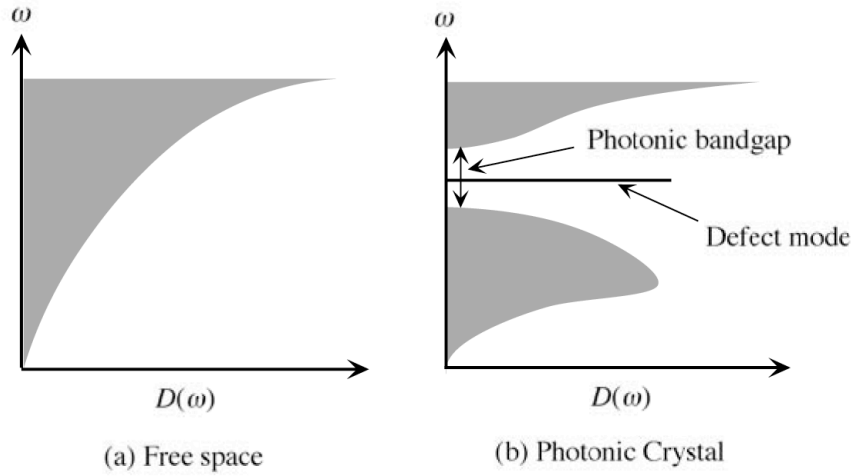 ω
D(ω)
(a) Free space
ω
Photonic bandgap
Defect mode
D(ω)
(b) Photonic Crystal